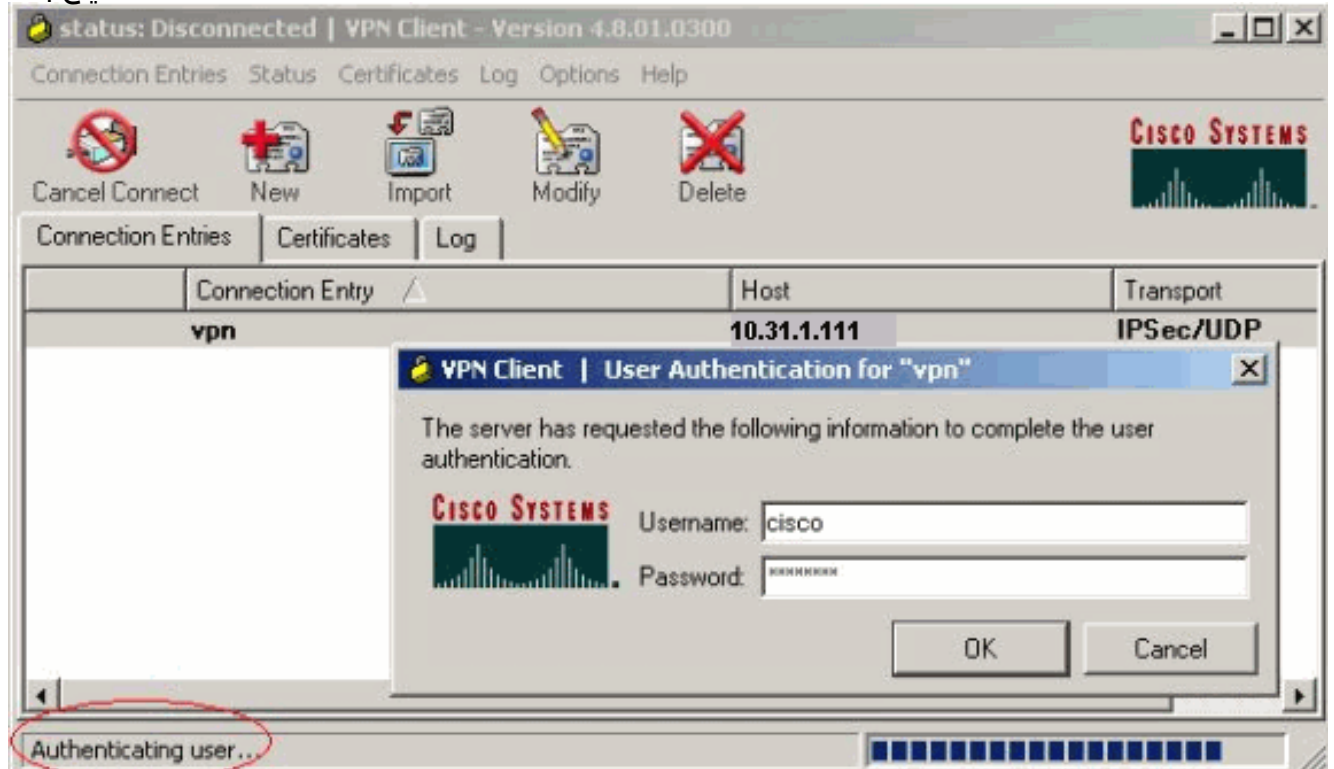 status: Disconnected | VPN Client - Version 4.8.01.0300
Connection Entries Status Certificates Log Options Help
Cancel Connect New Import Modify Delete
CISCO SYSTEMS
Connection Entries Certificates Log
Connection Entry Host Transport
vpn 10.31.1.111 IPSec/UDP
VPN Client | User Authentication for "vpn"
The server has requested the following information to complete the user
authentication.
CISCO SYSTEMS
Username: cisco
Password: ********
OK Cancel
Authenticating user...